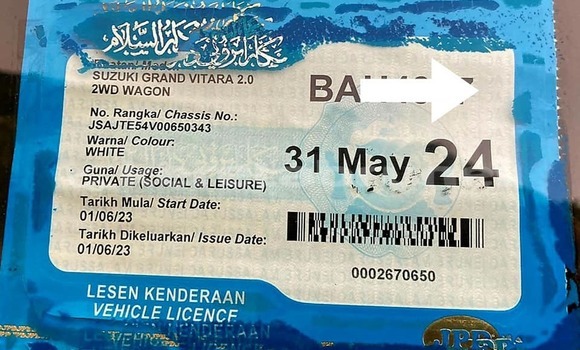 SUZUKI GRAND VITARA 2.0
2WD WAGON
No. Rangka/ Chassis No.:
JSAJTE54V00650343
Warna/ Colour:
WHITE
Guna/ Usage:
PRIVATE (SOCIAL & LEISURE)
Tarikh Mula/ Start Date:
01/06/23
Tarikh Dikeluarkan/ Issue Date:
01/06/23
31 May 24
0002670650
LESEN KENDERAAN
VEHICLE LICENCE